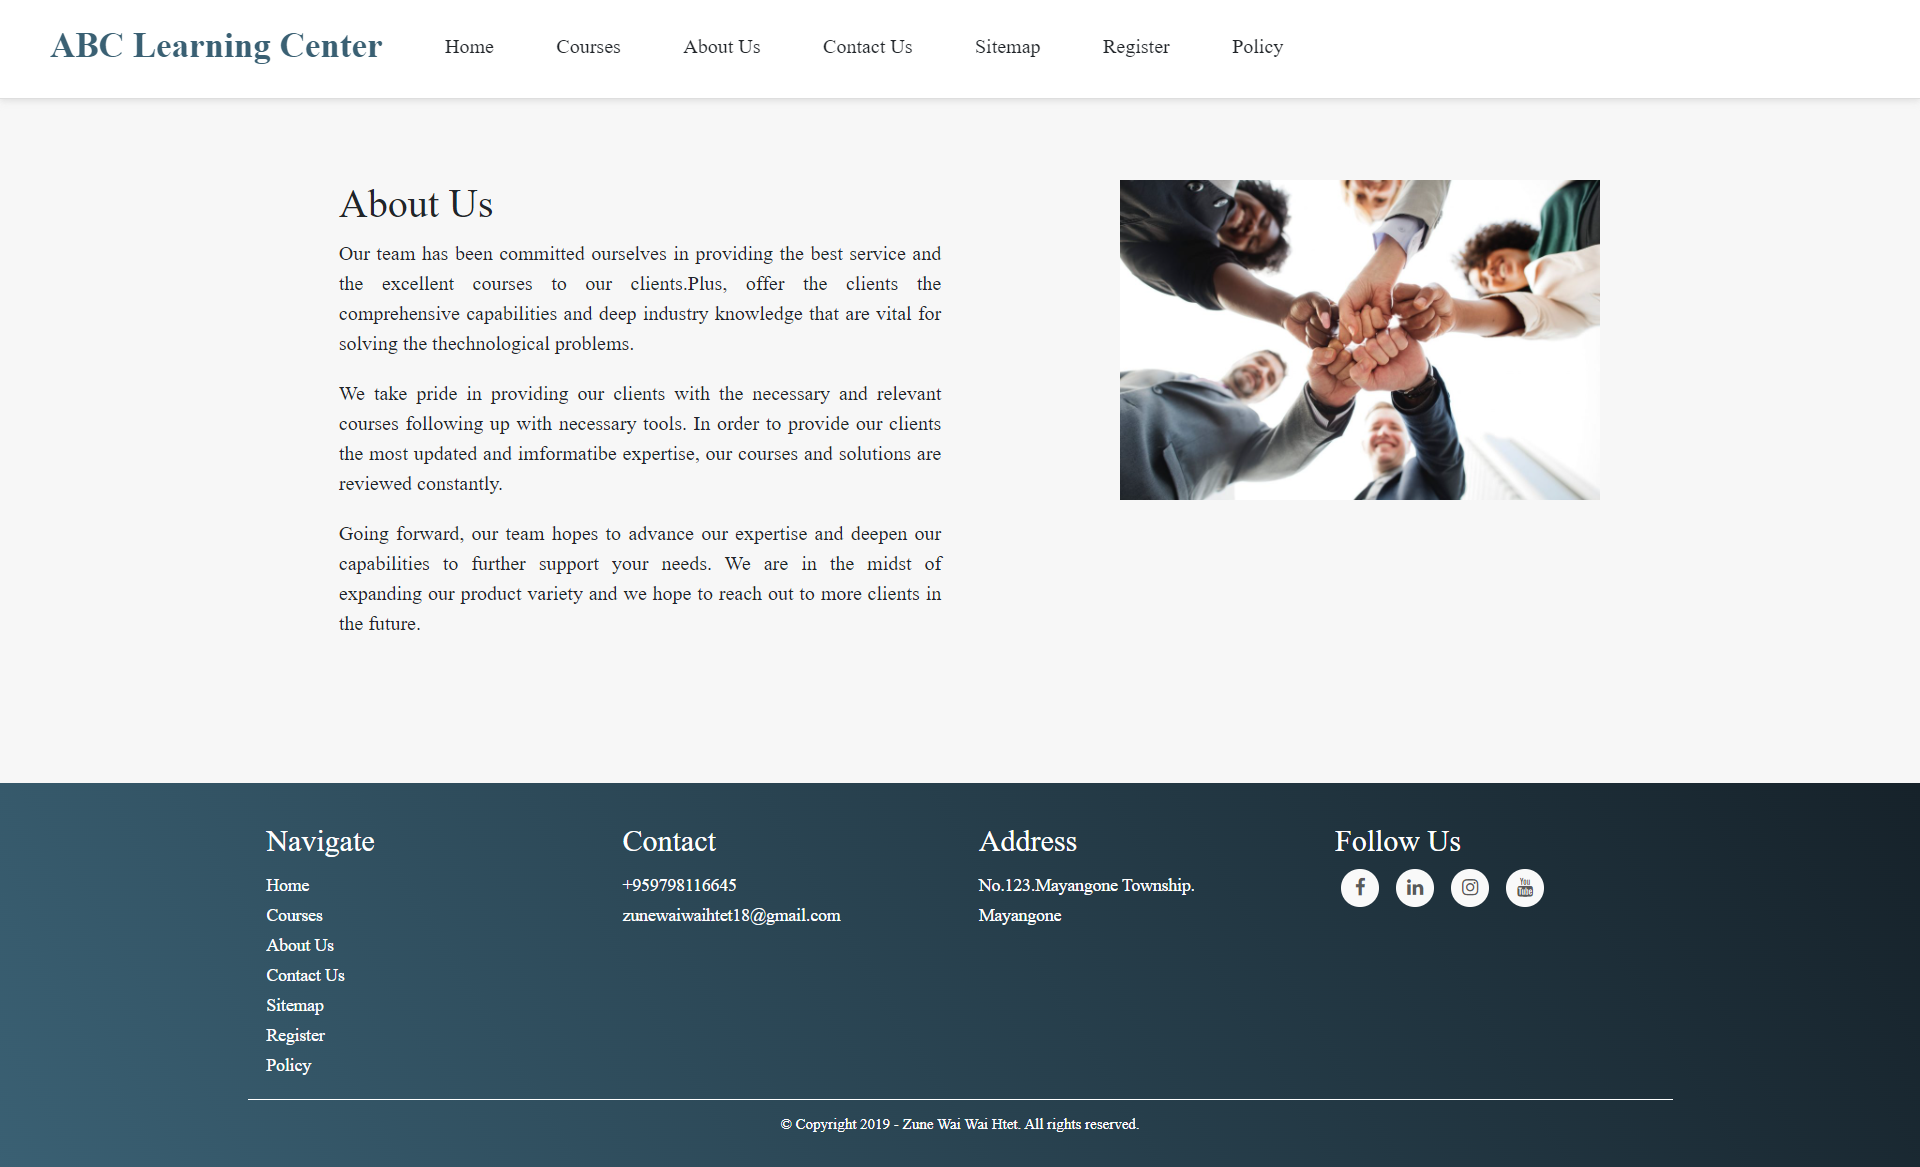 ABC Learning Center
Home
Courses
About Us
Contact Us
Sitemap
Register
Policy
About Us
Our team has been committed ourselves in providing the best service and
the excellent courses to our clients.Plus, offer the clients the
comprehensive capabilities and deep industry knowledge that are vital for
solving the thechnological problems.
We take pride in providing our clients with the necessary and relevant
courses following up with necessary tools. In order to provide our clients
the most updated and imformatibe expertise, our courses and solutions are
reviewed constantly.
Going forward, our team hopes to advance our expertise and deepen our
capabilities to further support your needs. We are in the midst of
expanding our product variety and we hope to reach out to more clients in
the future.
Navigate
Home
Courses
About Us
Contact Us
Sitemap
Register
Policy
Contact
+959798116645
zunewaiwaihtet18@gmail.com
Address
No.123.Mayangone Township.
Mayangone
Follow Us
You
Tube
© Copyright 2019 - Zune Wai Wai Htet. All rights reserved.